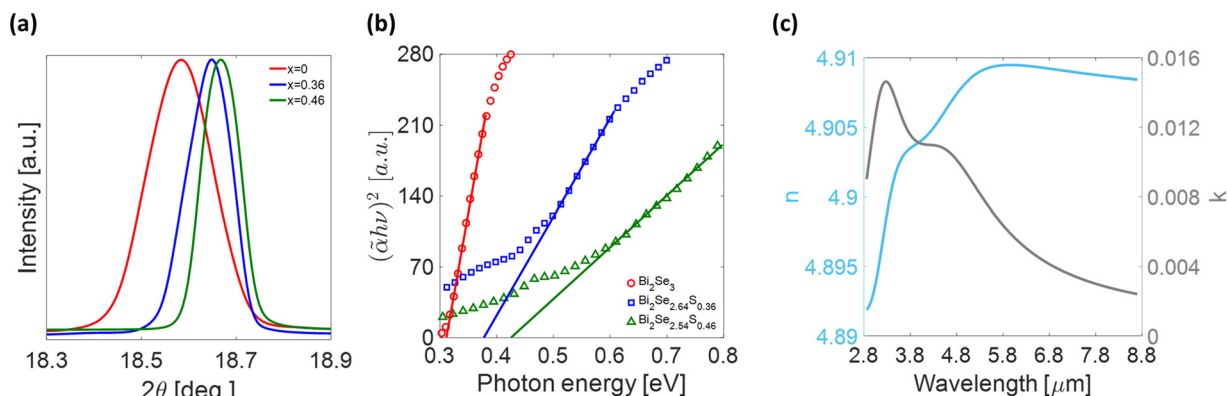 (a)
Intensity [a.u.]
x=0
x=0.36
x=0.46
18.3
18.5
18.7
18.9
2θ [deg.]
(b)
(α̃hν)² [a.u.]
280
210
140
70
0
Bi₂Se₃
Bi₂Se₂.₆₄S₀.₃₆
Bi₂Se₂.₅₄S₀.₄₆
0.3 0.4 0.5 0.6 0.7 0.8
Photon energy [eV]
(c)
n
4.91
4.905
4.9
4.895
4.89
0.016
0.012
0.008
0.004
0
k
2.8 3.8 4.8 5.8 6.8 7.8 8.8
Wavelength [μm]